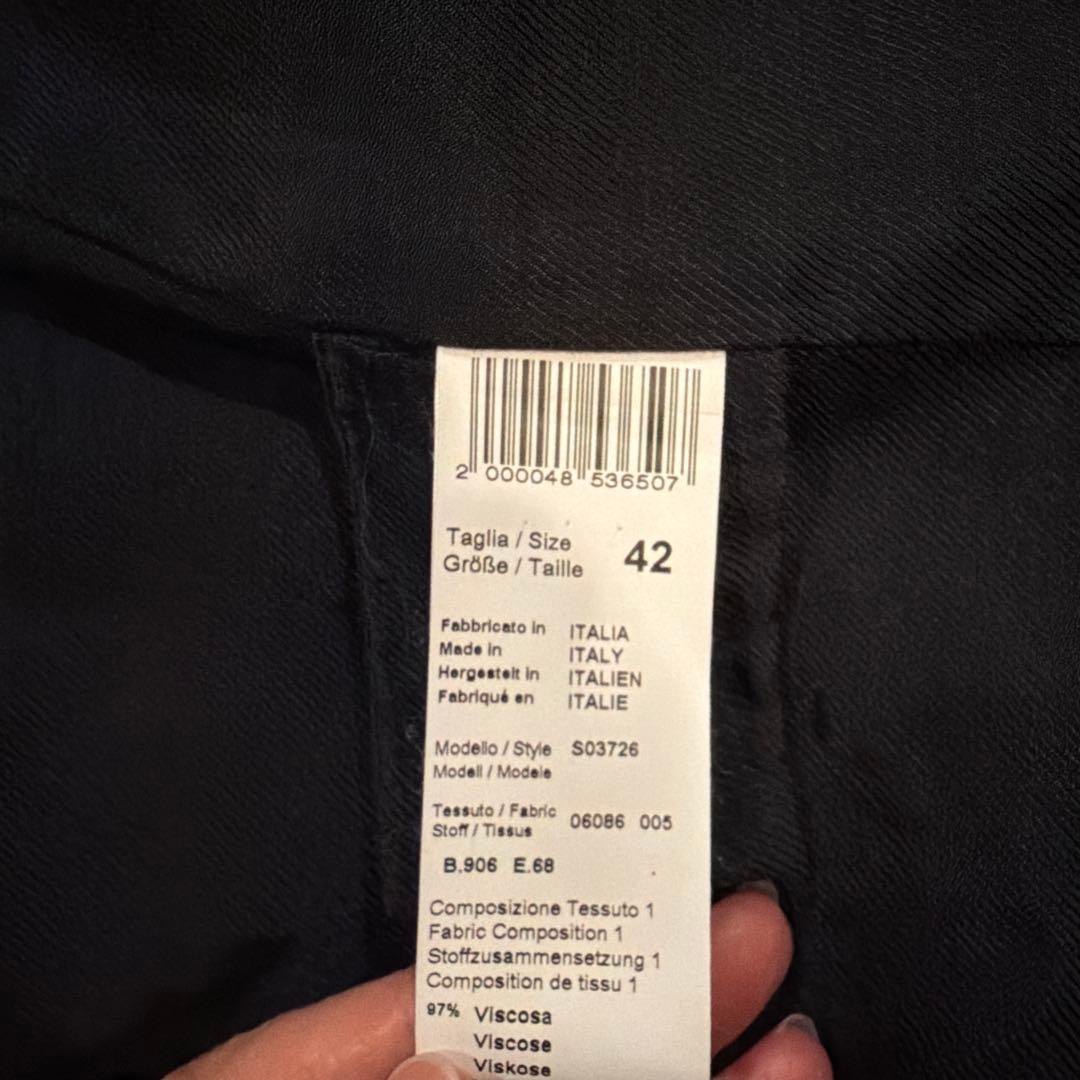 2 000048 536507
Taglia / Size 42
Größe / Taille
Fabbricato in ITALIA
Made in ITALY
Hergestelt in ITALIEN
Fabriqué en ITALIE
Modello / Style S03726
Modell / Modele
Tessuto / Fabric 06086 005
Stoff / Tissus
B.906 E.68
Composizione Tessuto 1
Fabric Composition 1
Stoffzusammensetzung 1
Composition de tissu 1
97% Viscosa
Viscose
Viskose